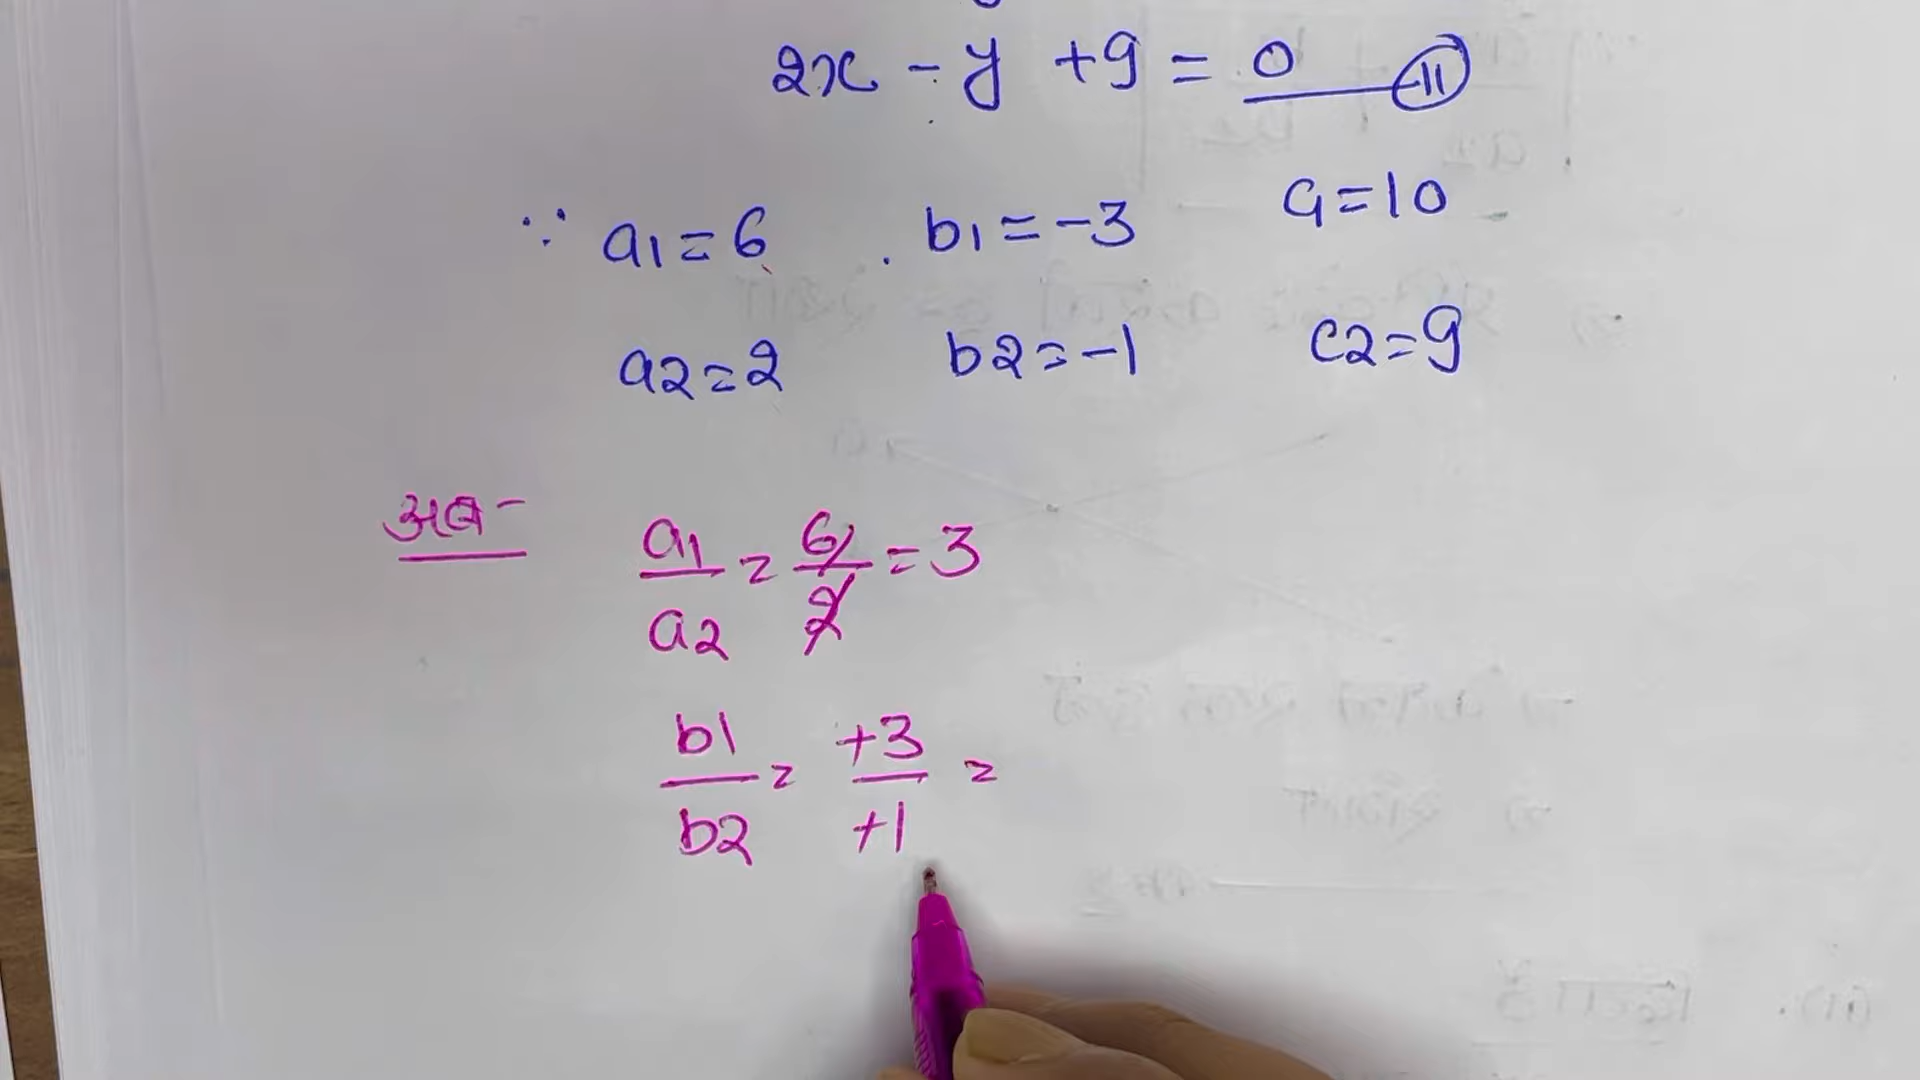 2x - y + 9 = 0 — (ii)
∵ a1 = 6 b1 = -3 c1 = 10
a2 = 2 b2 = -1 c2 = 9
अब- a1/a2 = 6/2 = 3
b1/b2 = +3/+1 =